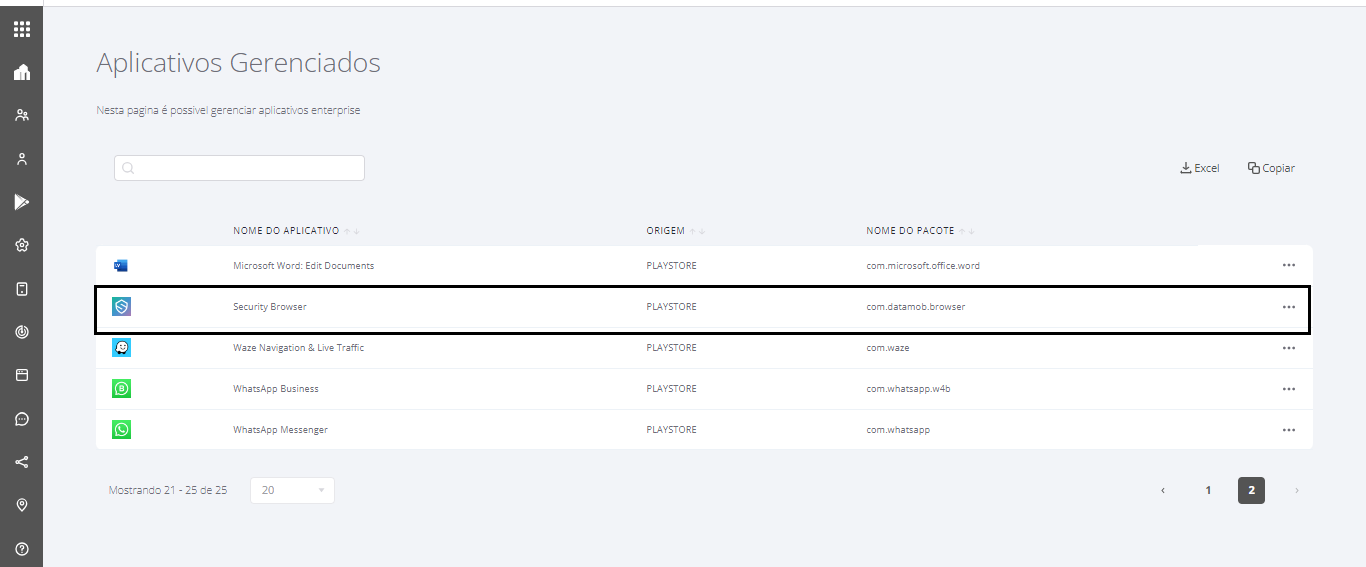 Aplicativos Gerenciados
Nesta pagina é possivel gerenciar aplicativos enterprise
Excel Copiar
NOME DO APLICATIVO ORIGEM NOME DO PACOTE
Microsoft Word: Edit Documents PLAYSTORE com.microsoft.office.word
Security Browser PLAYSTORE com.datamob.browser
Waze Navigation & Live Traffic PLAYSTORE com.waze
WhatsApp Business PLAYSTORE com.whatsapp.w4b
WhatsApp Messenger PLAYSTORE com.whatsapp
Mostrando 21 - 25 de 25 20 ‹ 1 2 ›